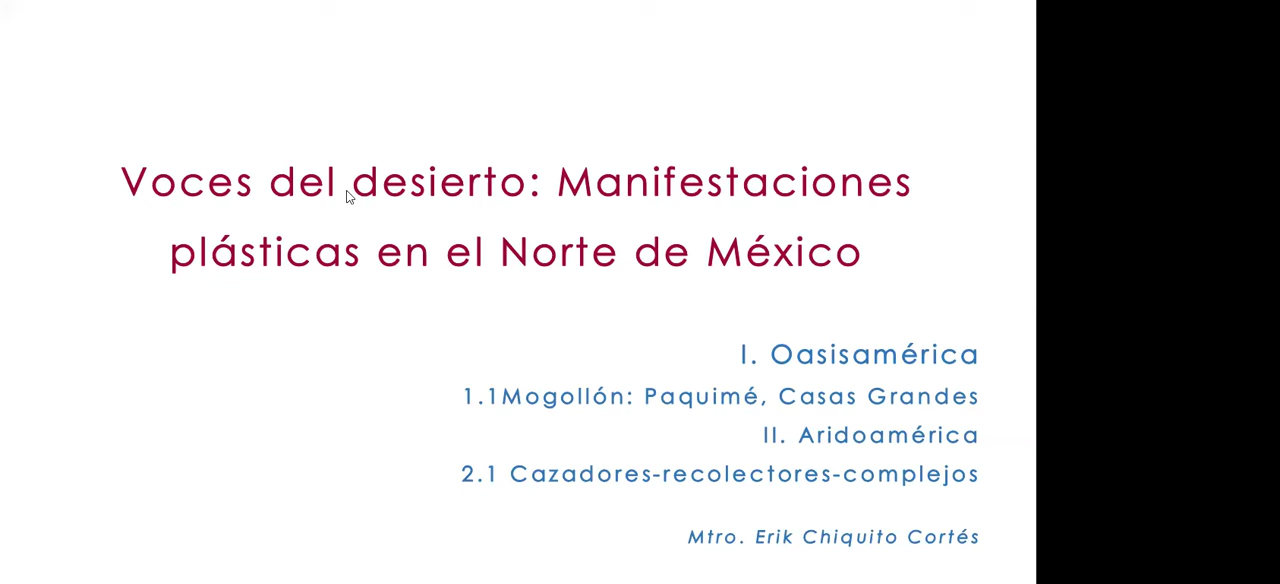 Voces del desierto: Manifestaciones
plásticas en el Norte de México
I. Oasisamérica
1.1Mogollón: Paquimé, Casas Grandes
II. Aridoamérica
2.1 Cazadores-recolectores-complejos
Mtro. Erik Chiquito Cortés